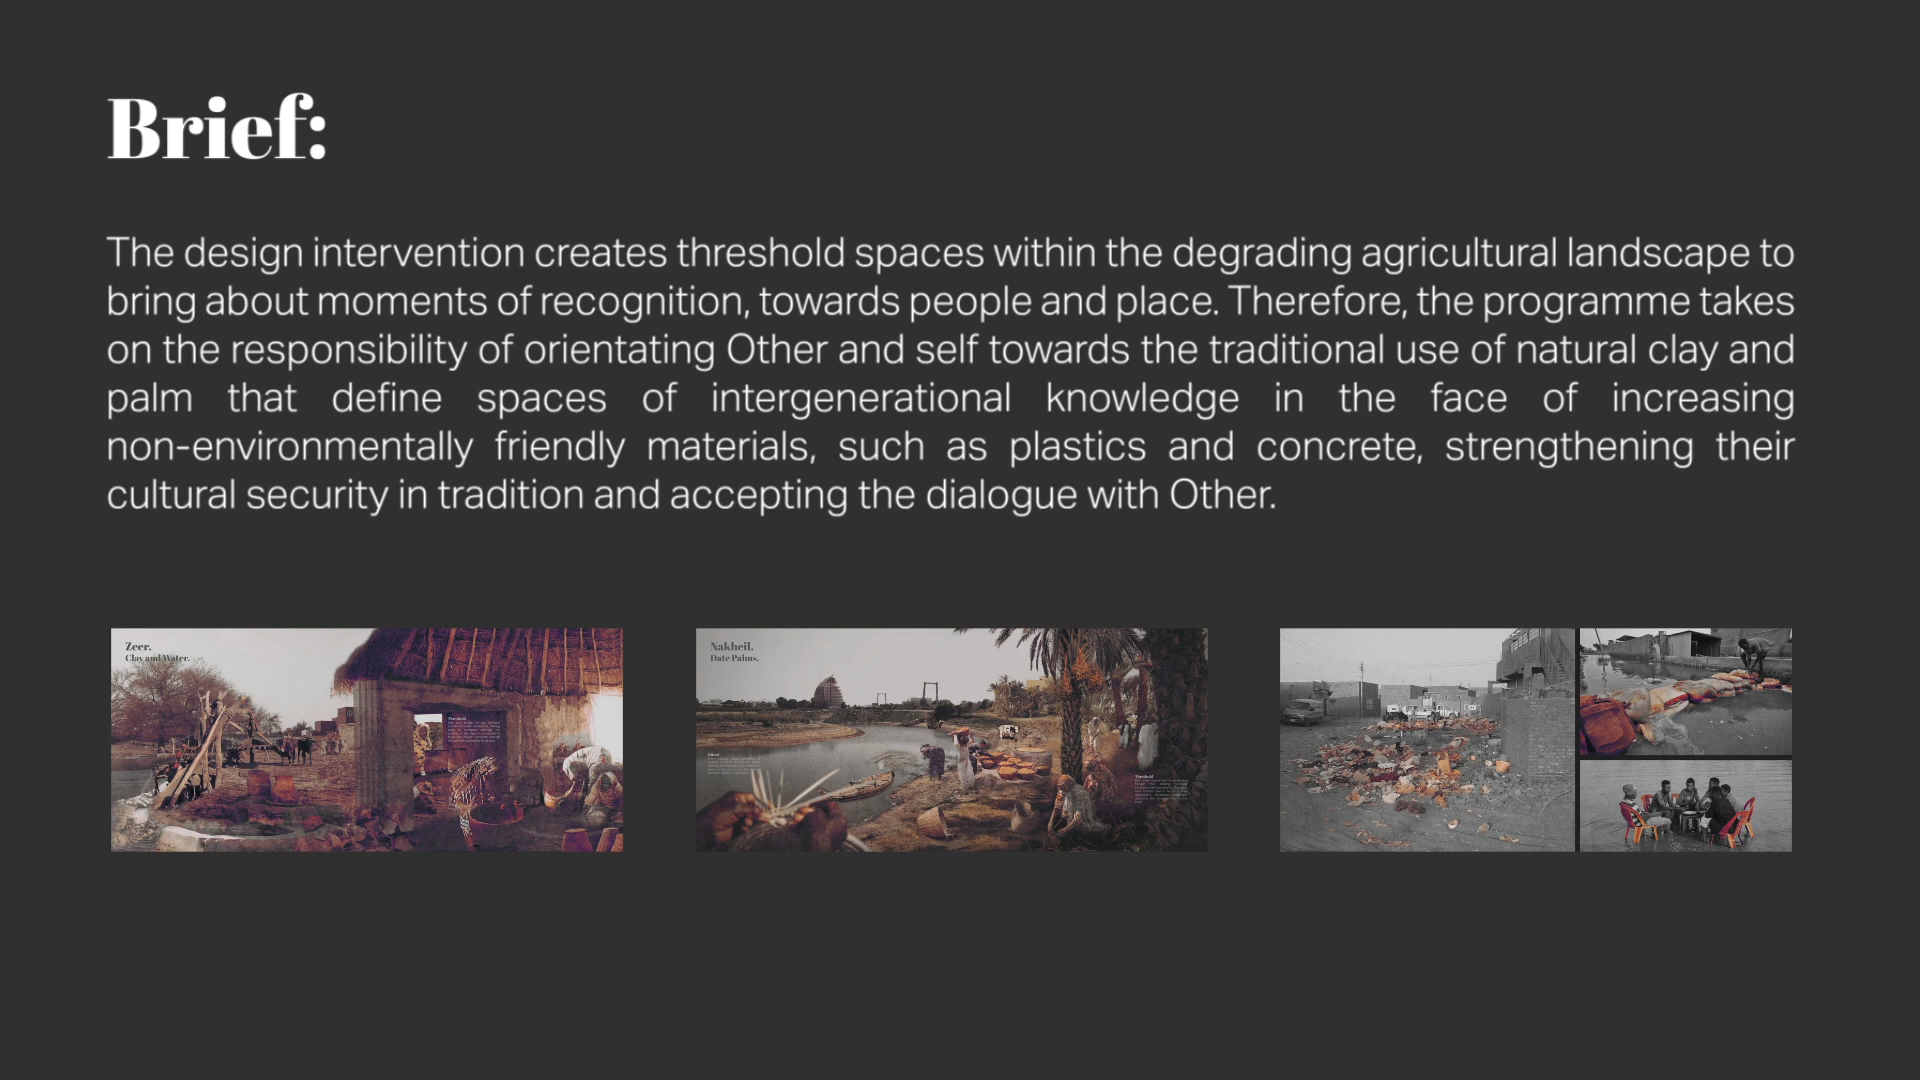 Brief:
The design intervention creates threshold spaces within the degrading agricultural landscape to
bring about moments of recognition, towards people and place. Therefore, the programme takes
on the responsibility of orientating Other and self towards the traditional use of natural clay and
palm that define spaces of intergenerational knowledge in the face of increasing
non-environmentally friendly materials, such as plastics and concrete, strengthening their
cultural security in tradition and accepting the dialogue with Other.
Zeer.
Clay and Water.
Threshold
Nakheil.
Date Palms.
Threshold